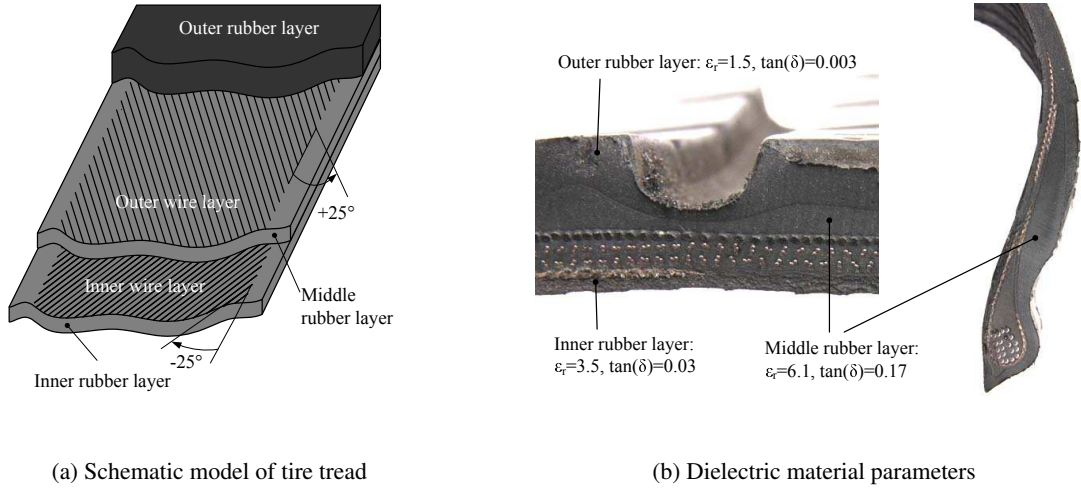 Outer rubber layer
Outer wire layer
+25°
Inner wire layer
Middle
rubber layer
-25°
Inner rubber layer
(a) Schematic model of tire tread
Outer rubber layer: εr=1.5, tan(δ)=0.003
Inner rubber layer:
εr=3.5, tan(δ)=0.03
Middle rubber layer:
εr=6.1, tan(δ)=0.17
(b) Dielectric material parameters